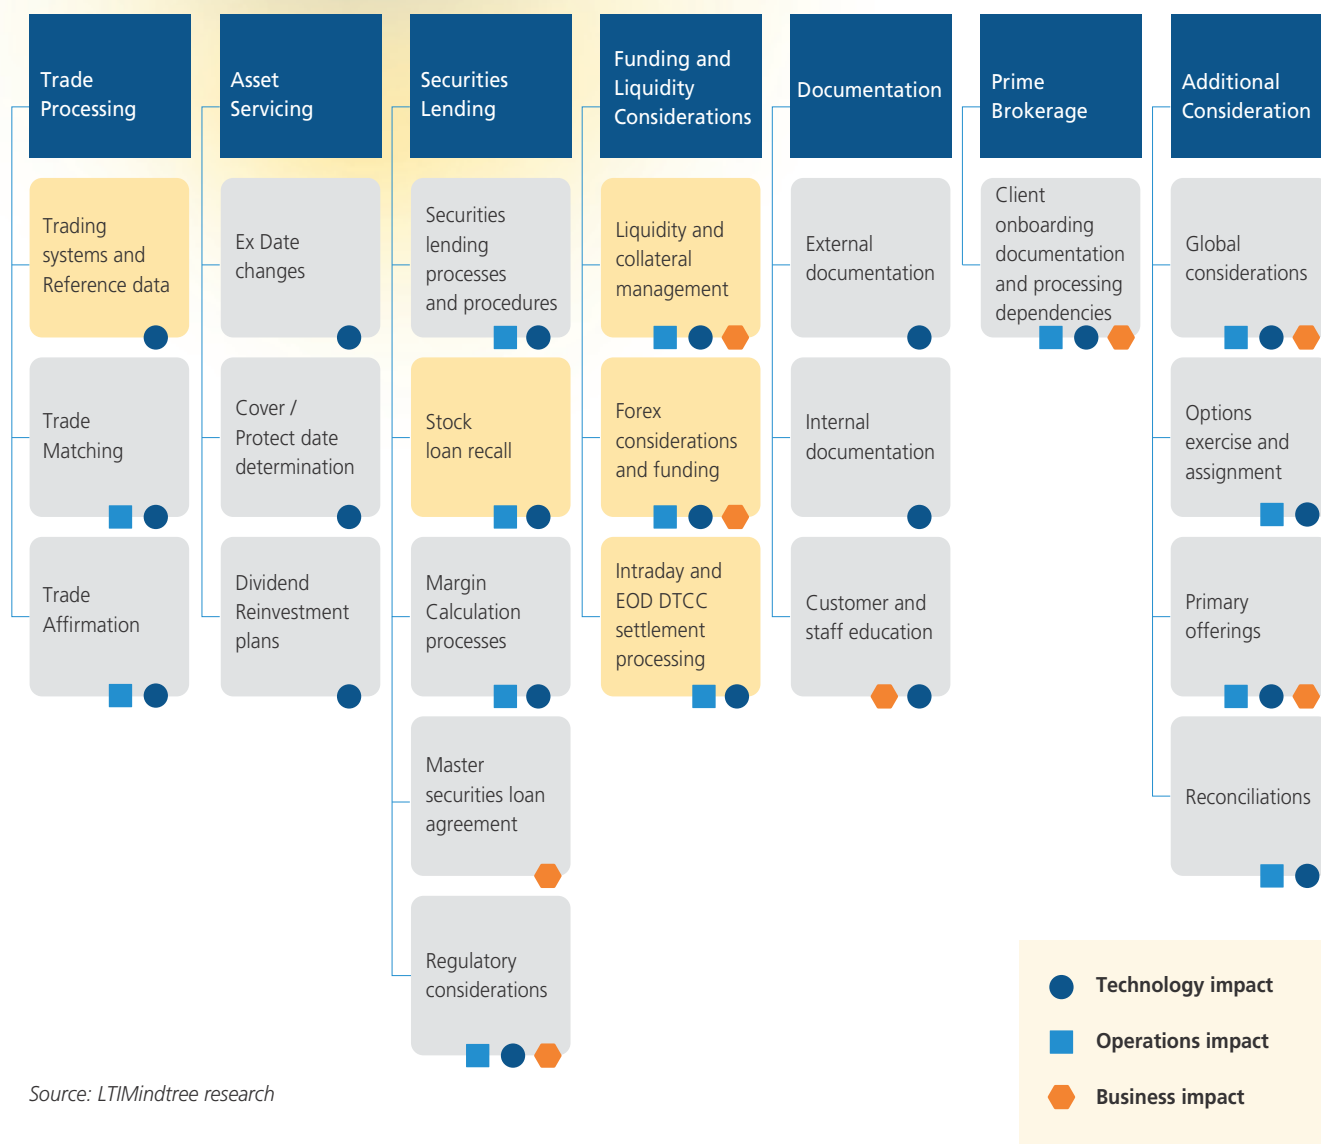 Trade
Processing
Asset
Servicing
Securities
Lending
Funding and
Liquidity
Considerations
Documentation
Prime
Brokerage
Additional
Consideration
Trading
systems and
Reference data
Trade
Matching
Trade
Affirmation
Ex Date
changes
Cover /
Protect date
determination
Dividend
Reinvestment
plans
Securities
lending
processes
and procedures
Stock
loan recall
Margin
Calculation
processes
Master
securities loan
agreement
Regulatory
considerations
Liquidity and
collateral
management
Forex
considerations
and funding
Intraday and
EOD DTCC
settlement
processing
External
documentation
Internal
documentation
Customer and
staff education
Client
onboarding
documentation
and processing
dependencies
Global
considerations
Options
exercise and
assignment
Primary
offerings
Reconciliations
Technology impact
Operations impact
Business impact
Source: LTIMindtree research